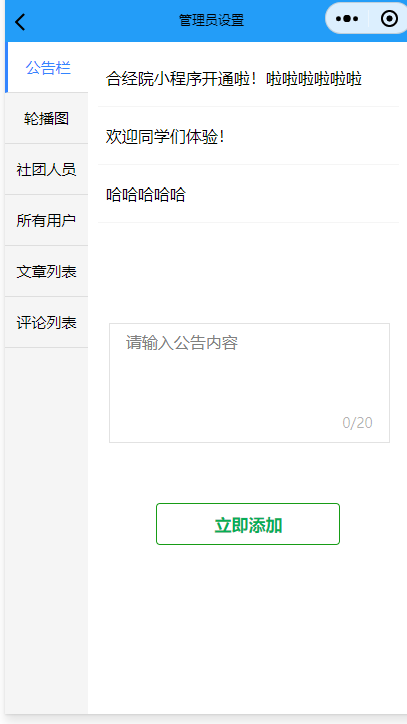 管理员设置
公告栏
轮播图
社团人员
所有用户
文章列表
评论列表
合经院小程序开通啦！啦啦啦啦啦啦
欢迎同学们体验！
哈哈哈哈哈
请输入公告内容
0/20
立即添加